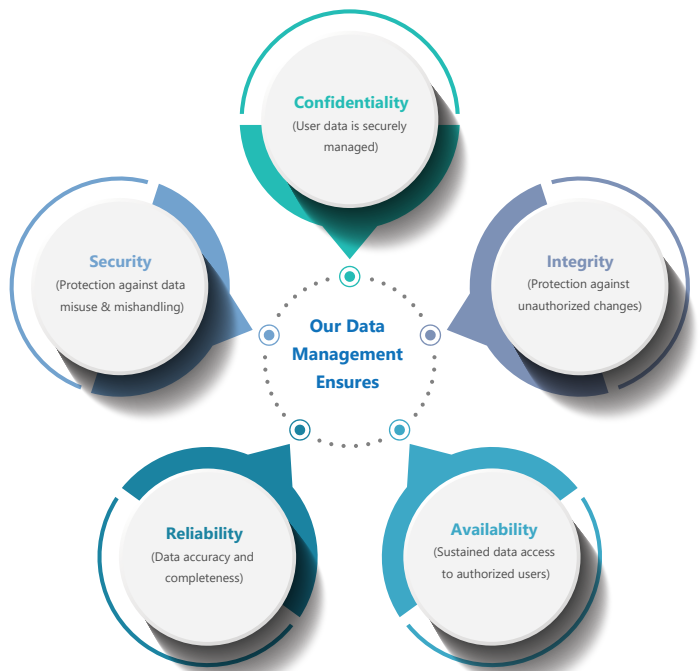 Confidentiality
(User data is securely
managed)
Security
(Protection against data
misuse & mishandling)
Integrity
(Protection against
unauthorized changes)
Our Data
Management
Ensures
Reliability
(Data accuracy and
completeness)
Availability
(Sustained data access
to authorized users)